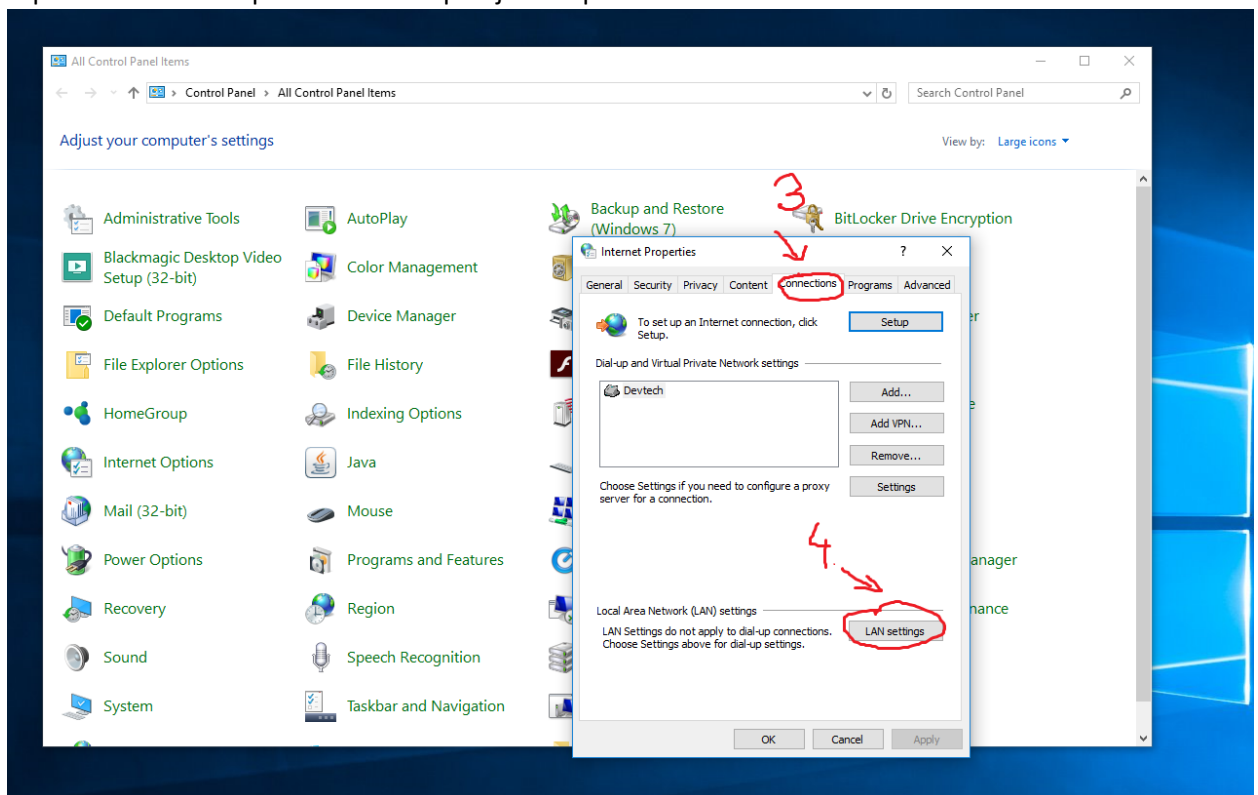 All Control Panel Items
Control Panel > All Control Panel Items
Search Control Panel
Adjust your computer's settings
View by: Large icons
3
Administrative Tools
AutoPlay
Backup and Restore
(Windows 7)
BitLocker Drive Encryption
Blackmagic Desktop Video
Setup (32-bit)
Color Management
Default Programs
Device Manager
File Explorer Options
File History
HomeGroup
Indexing Options
Internet Options
Java
Mail (32-bit)
Mouse
Power Options
Programs and Features
anager
Recovery
Region
nance
Sound
Speech Recognition
System
Taskbar and Navigation
Internet Properties
General Security Privacy Content Connections Programs Advanced
To set up an Internet connection, click
Setup.
Setup
Dial-up and Virtual Private Network settings
Devtech
Add...
Add VPN...
Remove...
Choose Settings if you need to configure a proxy
server for a connection.
Settings
4.
Local Area Network (LAN) settings
LAN Settings do not apply to dial-up connections.
Choose Settings above for dial-up settings.
LAN settings
OK Cancel Apply